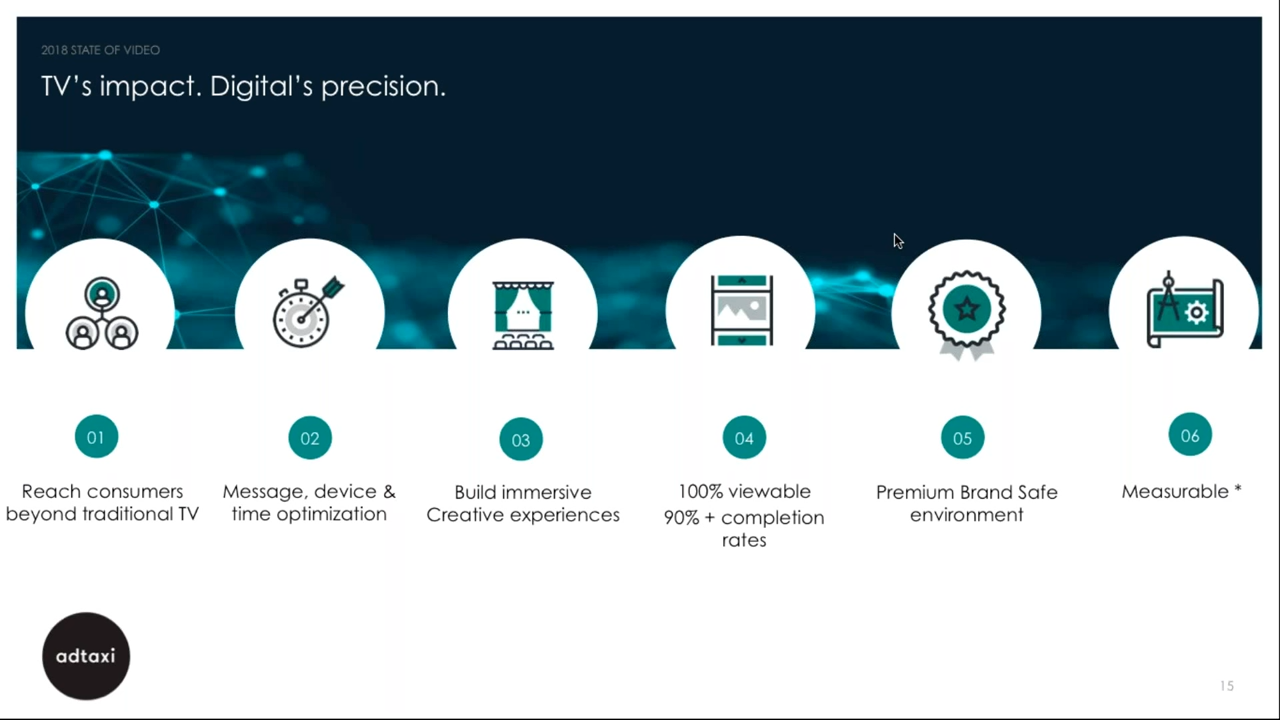 2018 STATE OF VIDEO
TV's impact. Digital's precision.
01
Reach consumers
beyond traditional TV
02
Message, device &
time optimization
03
Build immersive
Creative experiences
04
100% viewable
90% + completion
rates
05
Premium Brand Safe
environment
06
Measurable *
adtaxi
15